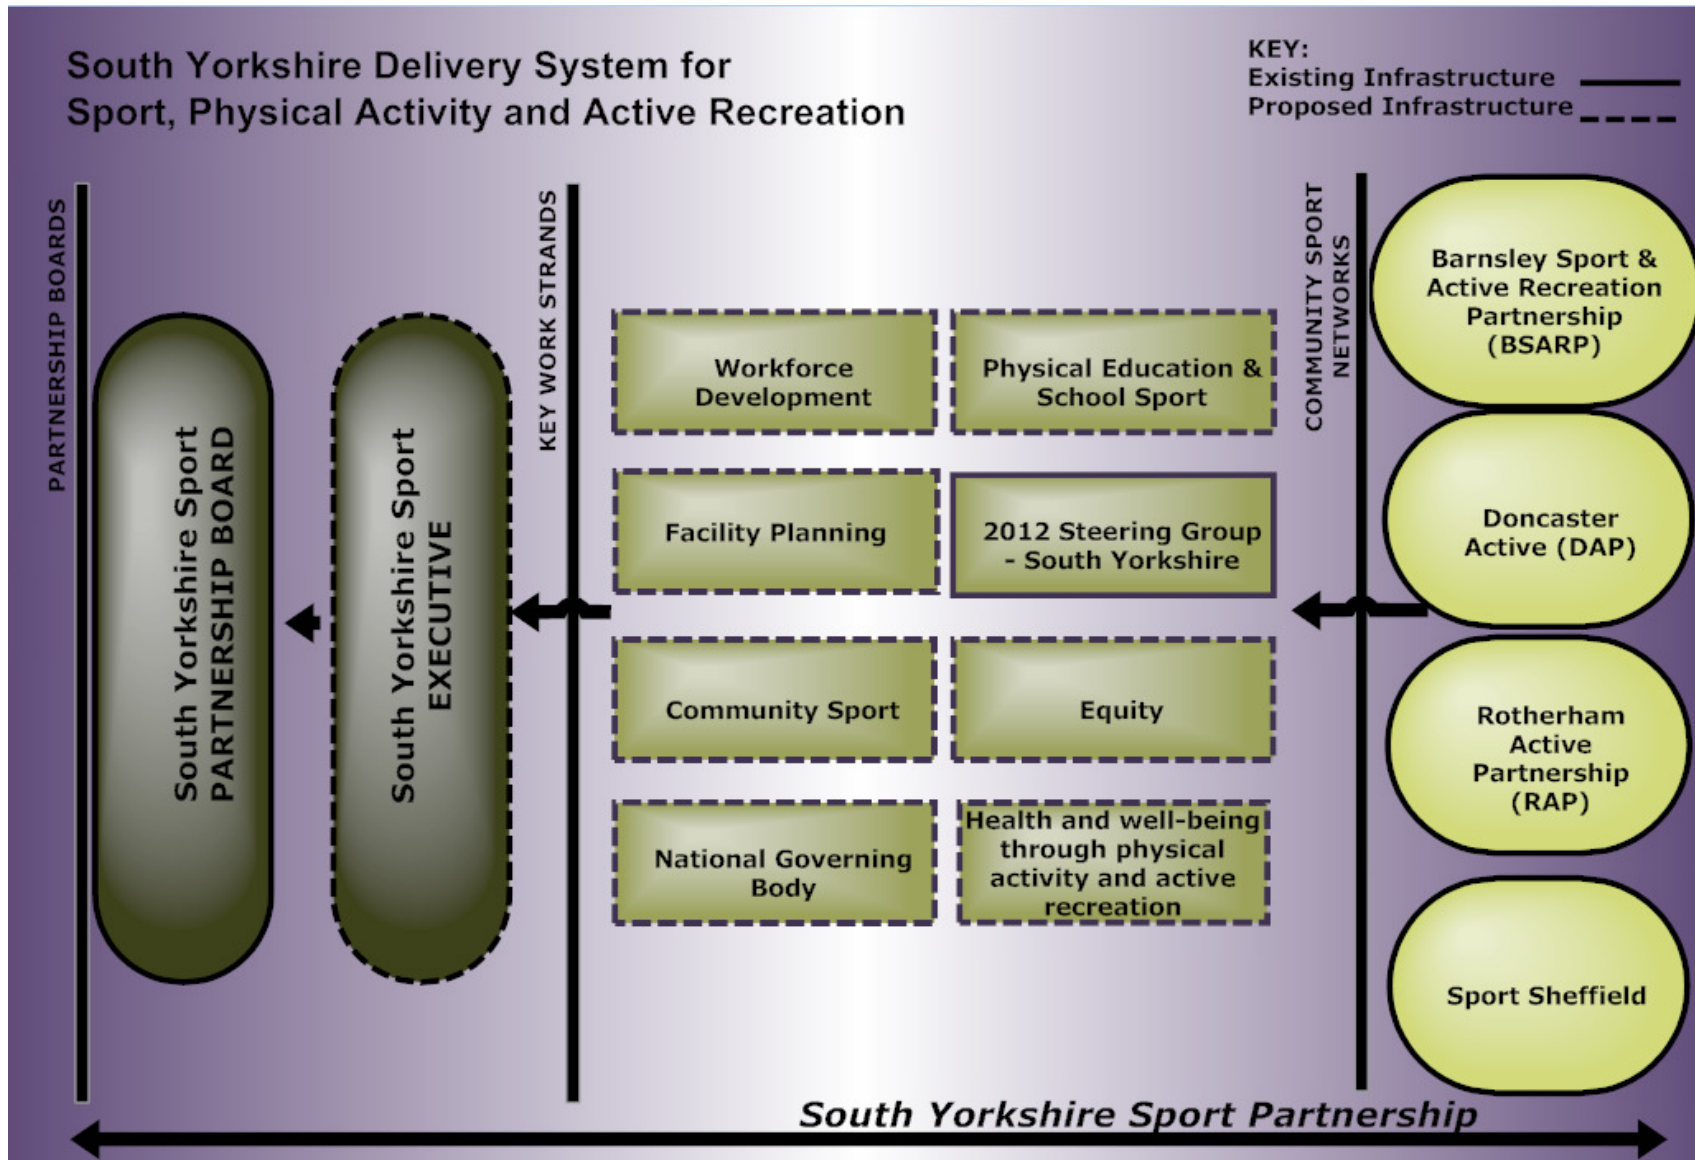 South Yorkshire Delivery System for
Sport, Physical Activity and Active Recreation
KEY:
Existing Infrastructure
Proposed Infrastructure
PARTNERSHIP BOARDS
South Yorkshire Sport
PARTNERSHIP BOARD
South Yorkshire Sport
EXECUTIVE
KEY WORK STRANDS
Workforce
Development
Physical Education &
School Sport
Facility Planning
2012 Steering Group
- South Yorkshire
Community Sport
Equity
National Governing
Body
Health and well-being
through physical
activity and active
recreation
COMMUNITY SPORT
NETWORKS
Barnsley Sport &
Active Recreation
Partnership
(BSARP)
Doncaster
Active (DAP)
Rotherham
Active
Partnership
(RAP)
Sport Sheffield
South Yorkshire Sport Partnership